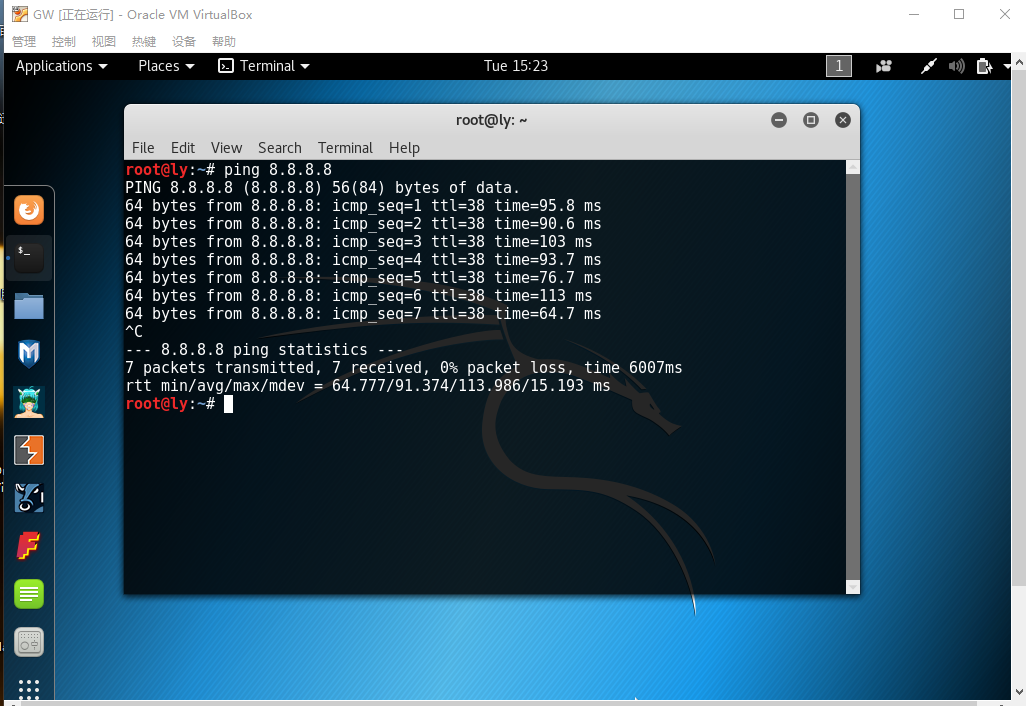 GW [正在运行] - Oracle VM VirtualBox
管理 控制 视图 热键 设备 帮助
Applications Places Terminal Tue 15:23 1
root@ly: ~
File Edit View Search Terminal Help
root@ly:~# ping 8.8.8.8
PING 8.8.8.8 (8.8.8.8) 56(84) bytes of data.
64 bytes from 8.8.8.8: icmp_seq=1 ttl=38 time=95.8 ms
64 bytes from 8.8.8.8: icmp_seq=2 ttl=38 time=90.6 ms
64 bytes from 8.8.8.8: icmp_seq=3 ttl=38 time=103 ms
64 bytes from 8.8.8.8: icmp_seq=4 ttl=38 time=93.7 ms
64 bytes from 8.8.8.8: icmp_seq=5 ttl=38 time=76.7 ms
64 bytes from 8.8.8.8: icmp_seq=6 ttl=38 time=113 ms
64 bytes from 8.8.8.8: icmp_seq=7 ttl=38 time=64.7 ms
^C
--- 8.8.8.8 ping statistics ---
7 packets transmitted, 7 received, 0% packet loss, time 6007ms
rtt min/avg/max/mdev = 64.777/91.374/113.986/15.193 ms
root@ly:~#